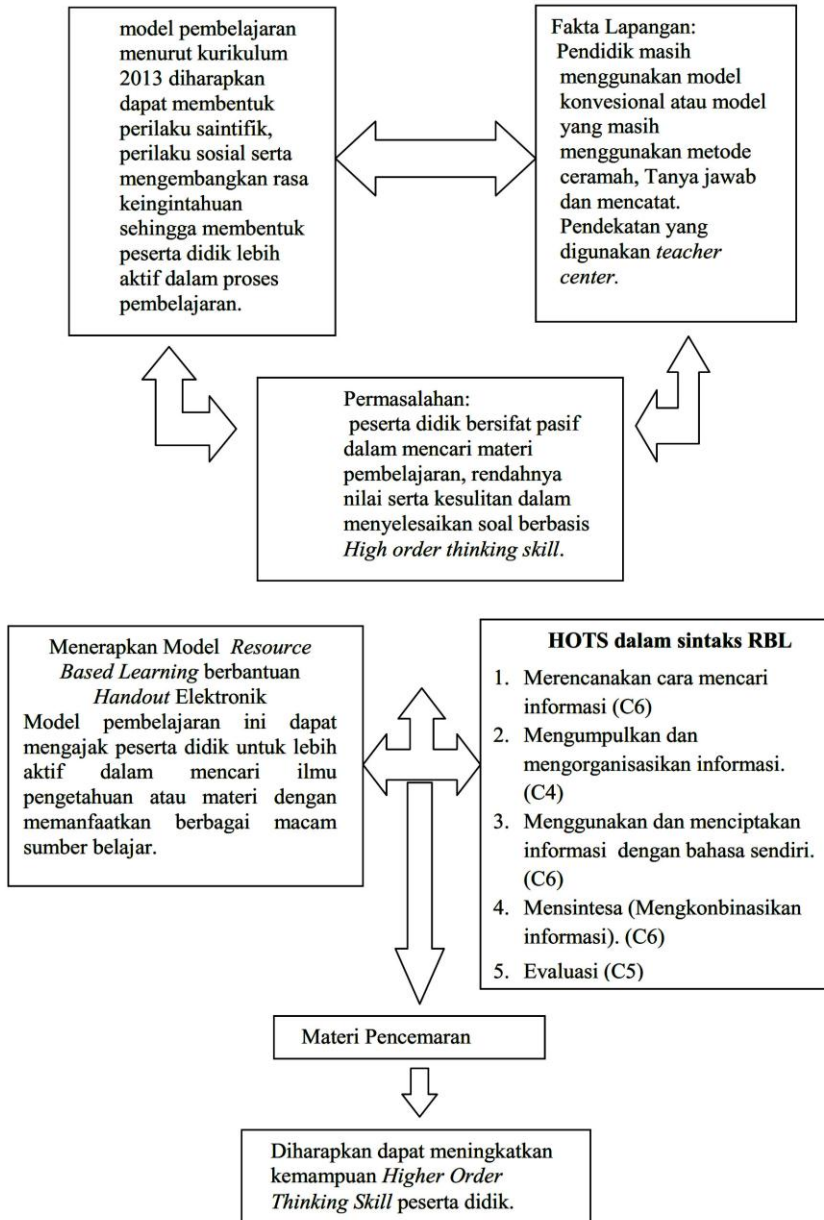 model pembelajaran
menurut kurikulum
2013 diharapkan
dapat membentuk
perilaku saintifik,
perilaku sosial serta
mengembangkan rasa
keingintahuan
sehingga membentuk
peserta didik lebih
aktif dalam proses
pembelajaran.
Fakta Lapangan:
Pendidik masih
menggunakan model
konvesional atau model
yang masih
menggunakan metode
ceramah, Tanya jawab
dan mencatat.
Pendekatan yang
digunakan teacher
center.
Permasalahan:
peserta didik bersifat pasif
dalam mencari materi
pembelajaran, rendahnya
nilai serta kesulitan dalam
menyelesaikan soal berbasis
High order thinking skill.
Menerapkan Model Resource
Based Learning berbantuan
Handout Elektronik
Model pembelajaran ini dapat
mengajak peserta didik untuk lebih
aktif dalam mencari ilmu
pengetahuan atau materi dengan
memanfaatkan berbagai macam
sumber belajar.
HOTS dalam sintaks RBL
1. Merencanakan cara mencari
informasi (C6)
2. Mengumpulkan dan
mengorganisasikan informasi.
(C4)
3. Menggunakan dan menciptakan
informasi dengan bahasa sendiri.
(C6)
4. Mensintesa (Mengkonbinasikan
informasi). (C6)
5. Evaluasi (C5)
Materi Pencemaran
Diharapkan dapat meningkatkan
kemampuan Higher Order
Thinking Skill peserta didik.